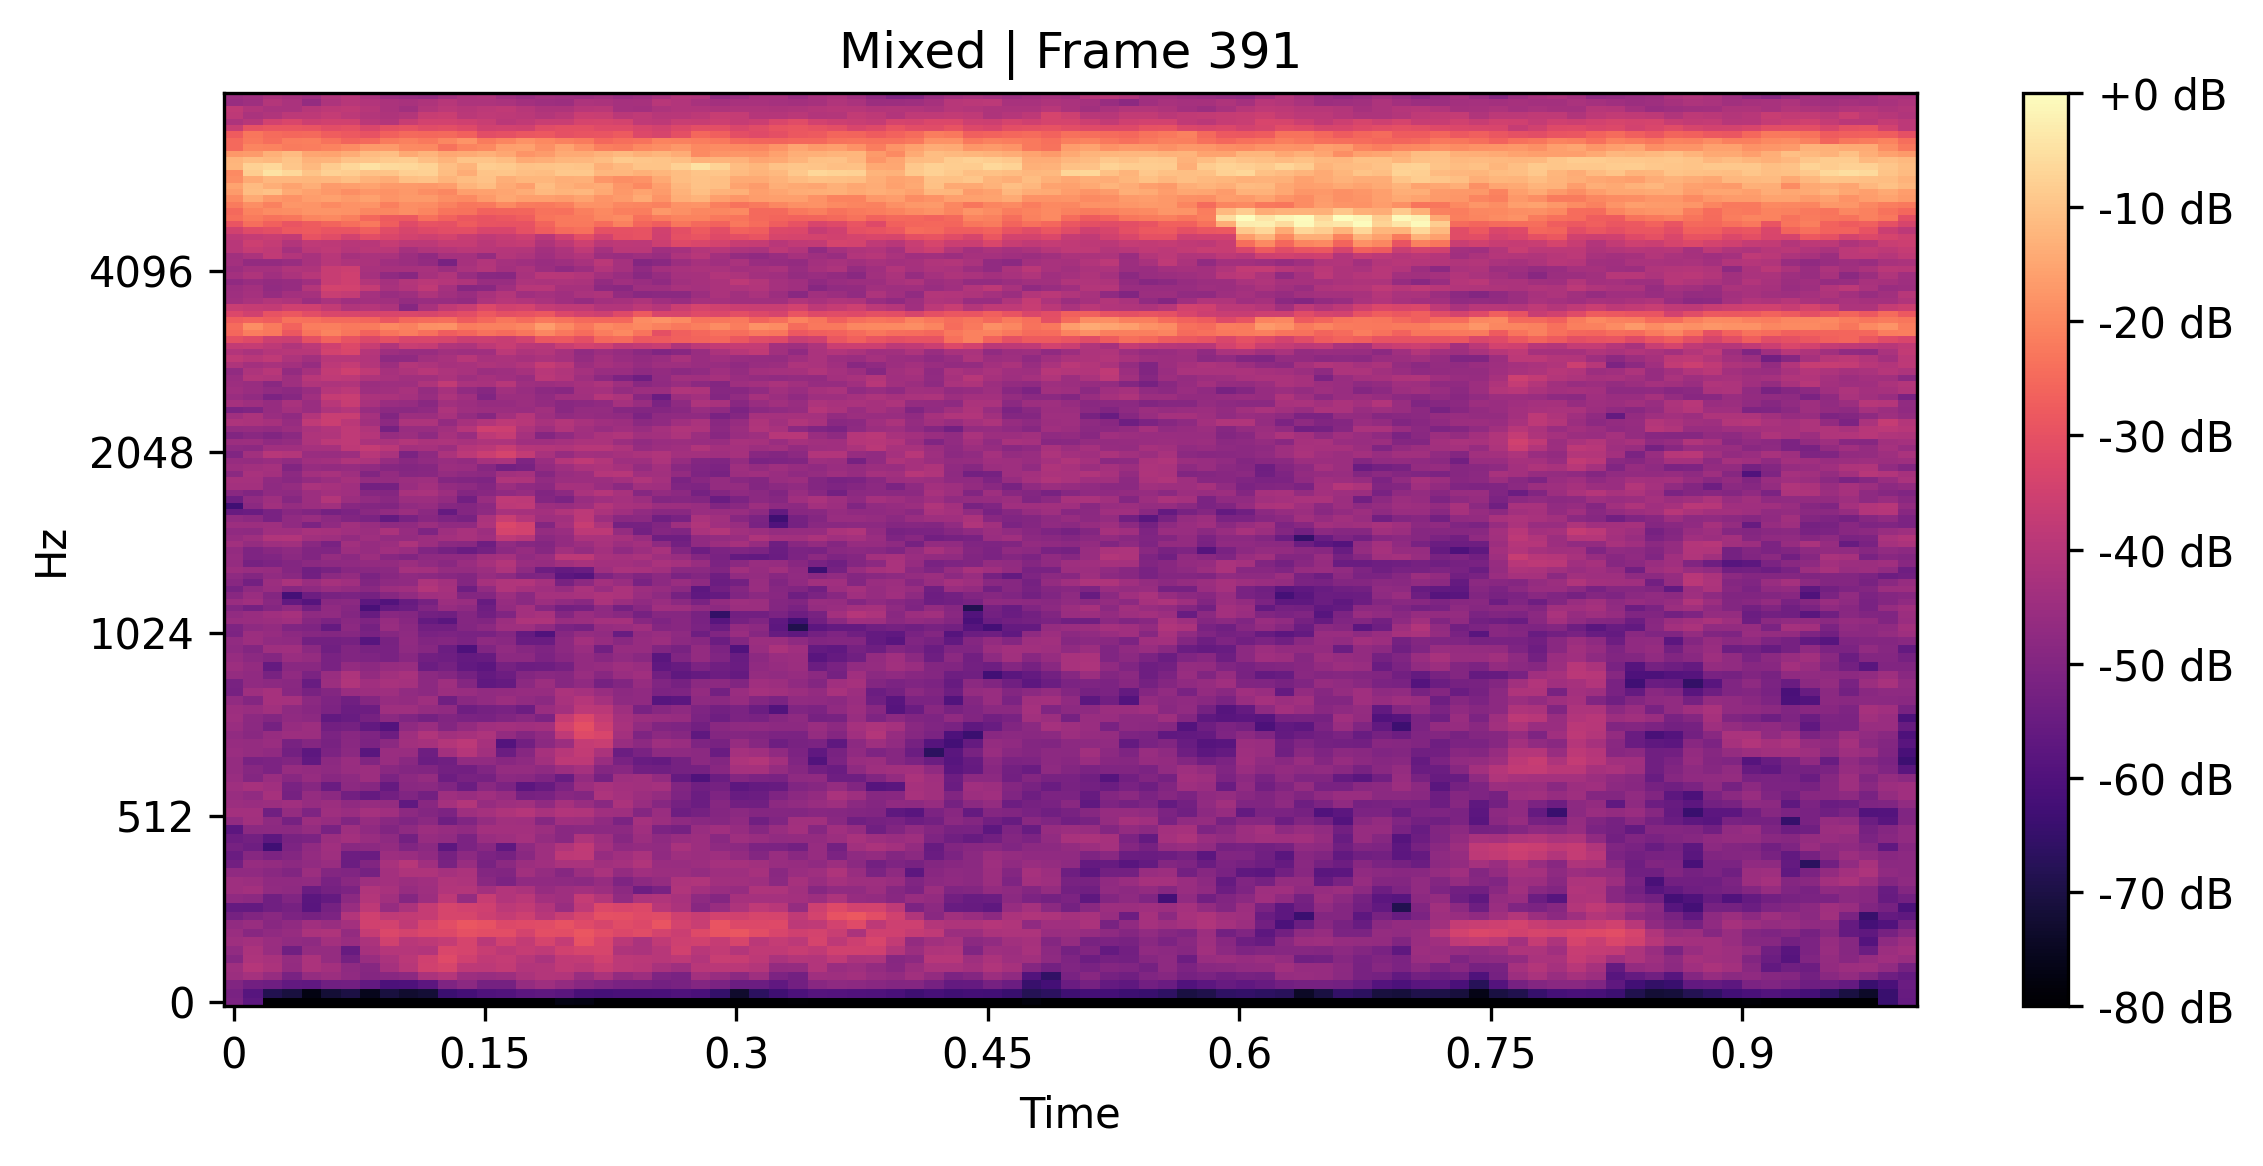 Mixed | Frame 391
Hz
4096
2048
1024
512
0
0
0.15
0.3
0.45
0.6
0.75
0.9
Time
+0 dB
-10 dB
-20 dB
-30 dB
-40 dB
-50 dB
-60 dB
-70 dB
-80 dB